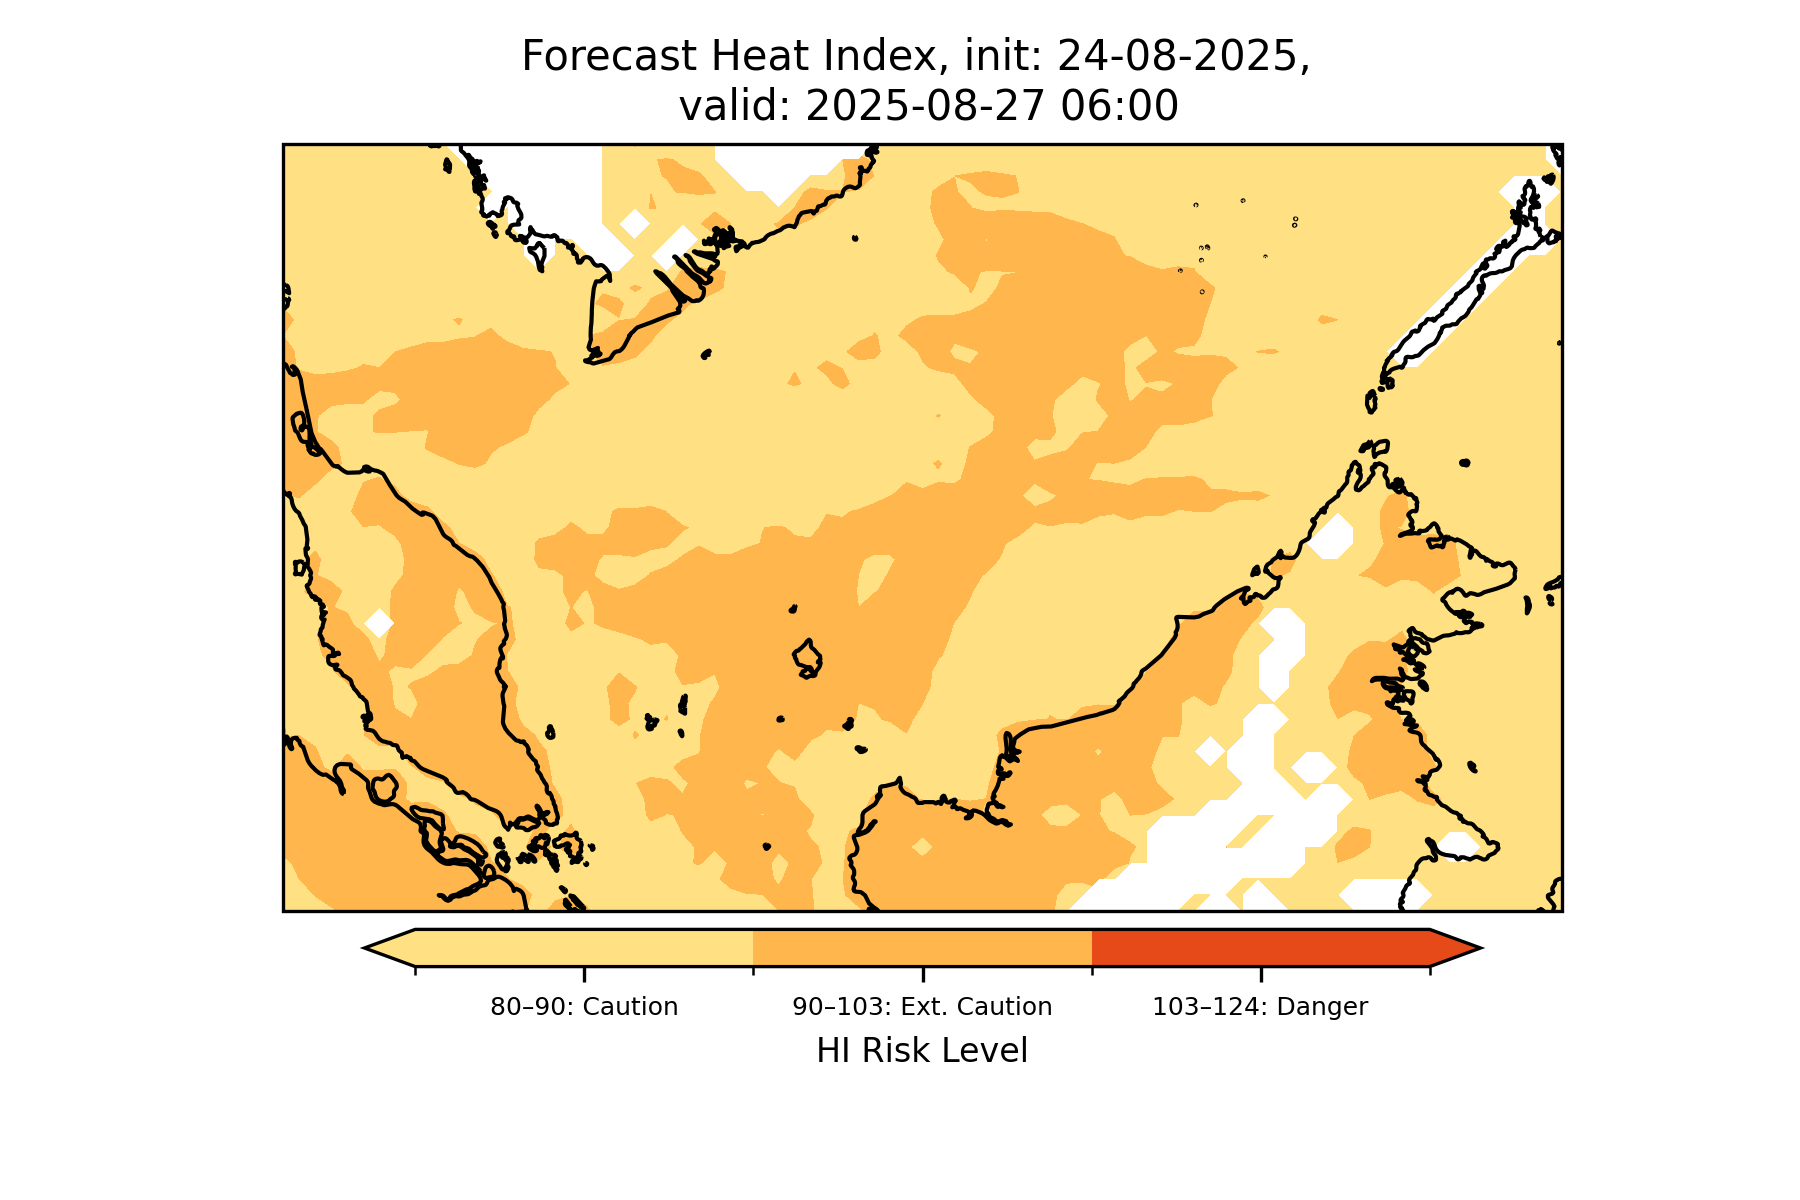 Forecast Heat Index, init: 24-08-2025,
valid: 2025-08-27 06:00
80–90: Caution
90–103: Ext. Caution
103–124: Danger
HI Risk Level